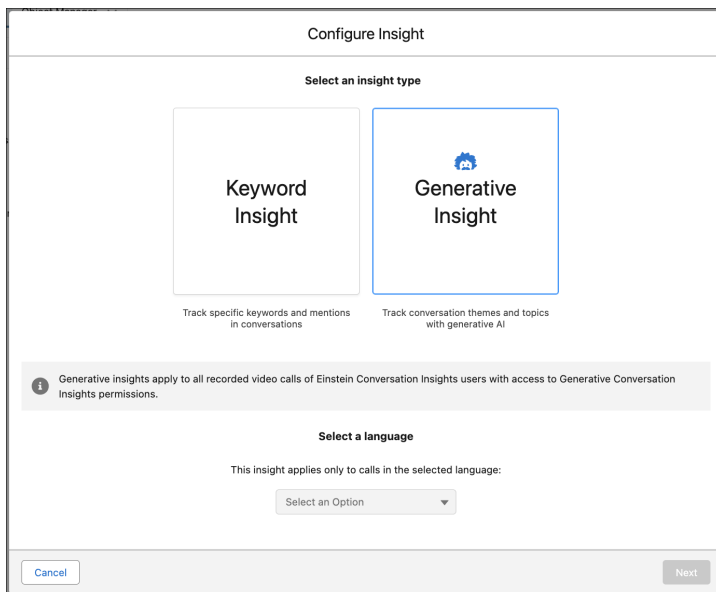 Object Manager
Configure Insight
Select an insight type
Keyword
Insight
Generative
Insight
Track specific keywords and mentions
in conversations
Track conversation themes and topics
with generative AI
Generative insights apply to all recorded video calls of Einstein Conversation Insights users with access to Generative Conversation
Insights permissions.
Select a language
This insight applies only to calls in the selected language:
Select an Option
Cancel
Next